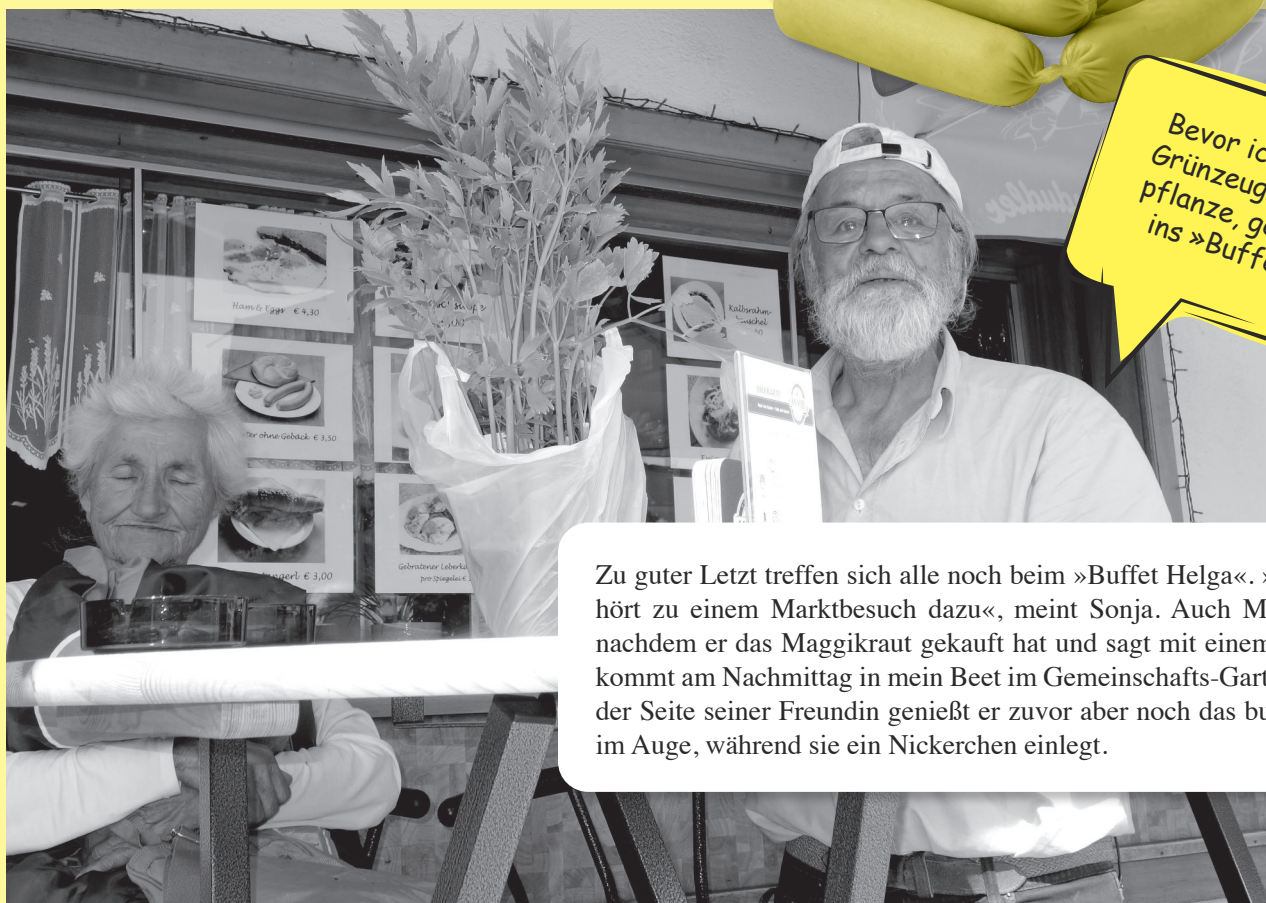 Bevor ic
Grünzeug
pflanze, g
ins »Buff
dudler
Ham & Eggs € 4,30
Kalbsrahm-
ohne Gebäck € 3,50
€ 3,00
Gebratener Leberk
pro Spiegelei €
Zu guter Letzt treffen sich alle noch beim »Buffet Helga«. »
hört zu einem Marktbesuch dazu«, meint Sonja. Auch M
nachdem er das Maggikraut gekauft hat und sagt mit einem
kommt am Nachmittag in mein Beet im Gemeinschafts-Gart
der Seite seiner Freundin genießt er zuvor aber noch das bu
im Auge, während sie ein Nickerchen einlegt.